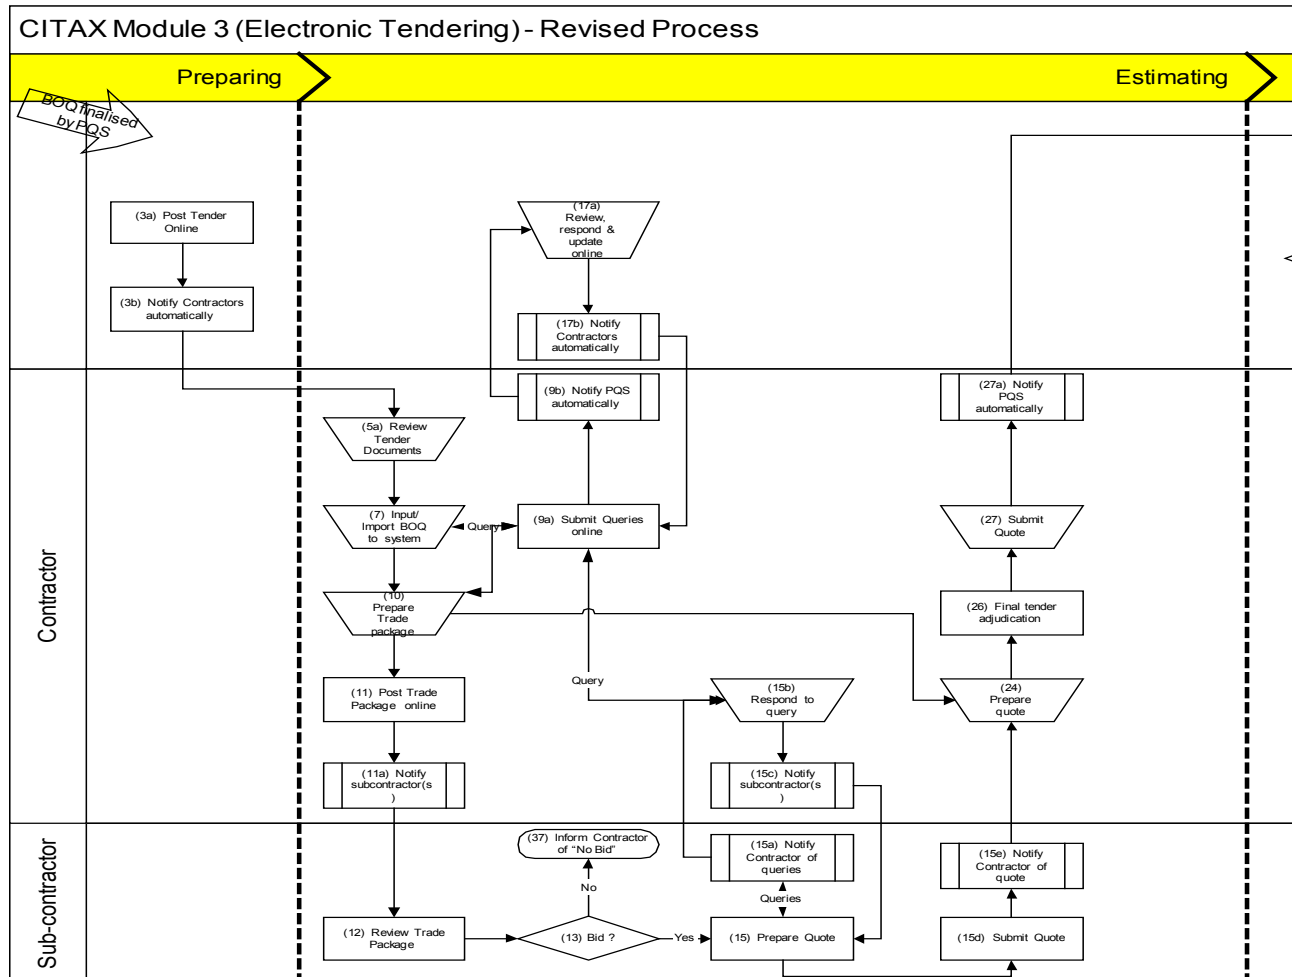 CITAX Module 3 (Electronic Tendering) - Revised Process
Preparing
Estimating
BOQ finalised
by PQS
(3a) Post Tender
Online
(3b) Notify Contractors
automatically
(17a)
Review,
respond &
update
online
(17b) Notify
Contractors
automatically
Contractor
(9b) Notify PQS
automatically
(27a) Notify
PQS
automatically
(5a) Review
Tender
Documents
(7) Input/
Import BOQ
to system
Query
(9a) Submit Queries
online
(27) Submit
Quote
(10)
Prepare
Trade
package
(26) Final tender
adjudication
(11) Post Trade
Package online
Query
(15b)
Respond to
query
(24)
Prepare
quote
(11a) Notify
subcontractor(s
)
(15c) Notify
subcontractor(s
)
Sub-contractor
(37) Inform Contractor
of "No Bid"
(15a) Notify
Contractor of
queries
(15e) Notify
Contractor of
quote
No
Queries
(12) Review Trade
Package
(13) Bid ?
Yes
(15) Prepare Quote
(15d) Submit Quote